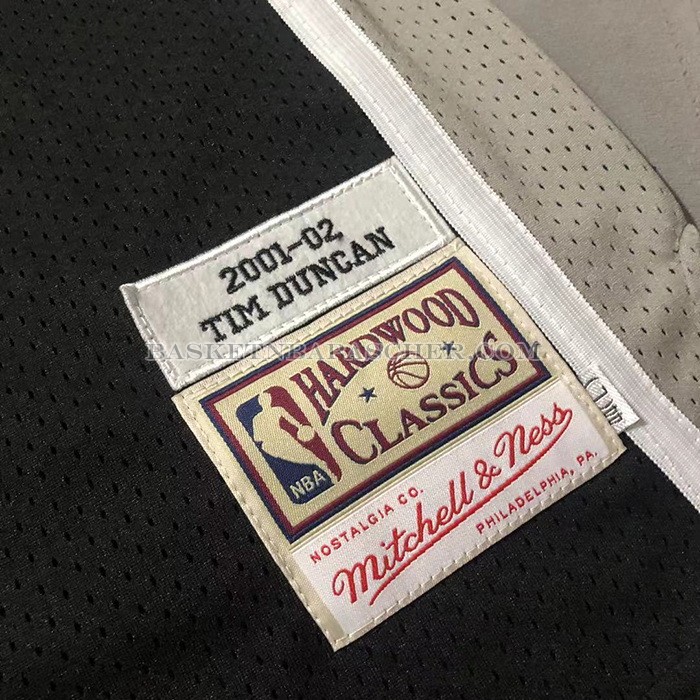 2001-02
TIM DUNCAN
BASKETNBAPASCHER.COM
HARDWOOD
CLASSICS
NBA
NOSTALGIA CO.
Mitchell & Ness
PHILADELPHIA, PA.